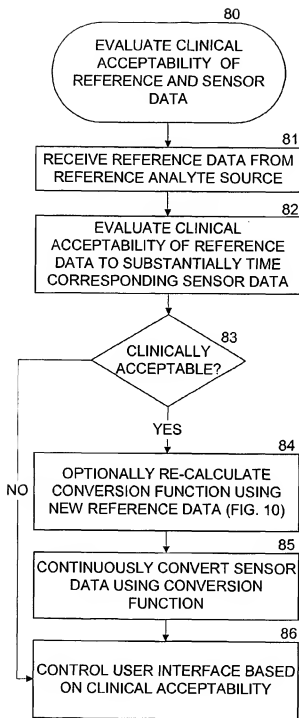 80
EVALUATE CLINICAL
ACCEPTABILITY OF
REFERENCE AND SENSOR
DATA
81
RECEIVE REFERENCE DATA FROM
REFERENCE ANALYTE SOURCE
82
EVALUATE CLINICAL
ACCEPTABILITY OF REFERENCE
DATA TO SUBSTANTIALLY TIME
CORRESPONDING SENSOR DATA
83
CLINICALLY
ACCEPTABLE?
YES
84
OPTIONALLY RE-CALCULATE
CONVERSION FUNCTION USING
NEW REFERENCE DATA (FIG. 10)
NO
85
CONTINUOUSLY CONVERT SENSOR
DATA USING CONVERSION
FUNCTION
86
CONTROL USER INTERFACE BASED
ON CLINICAL ACCEPTABILITY